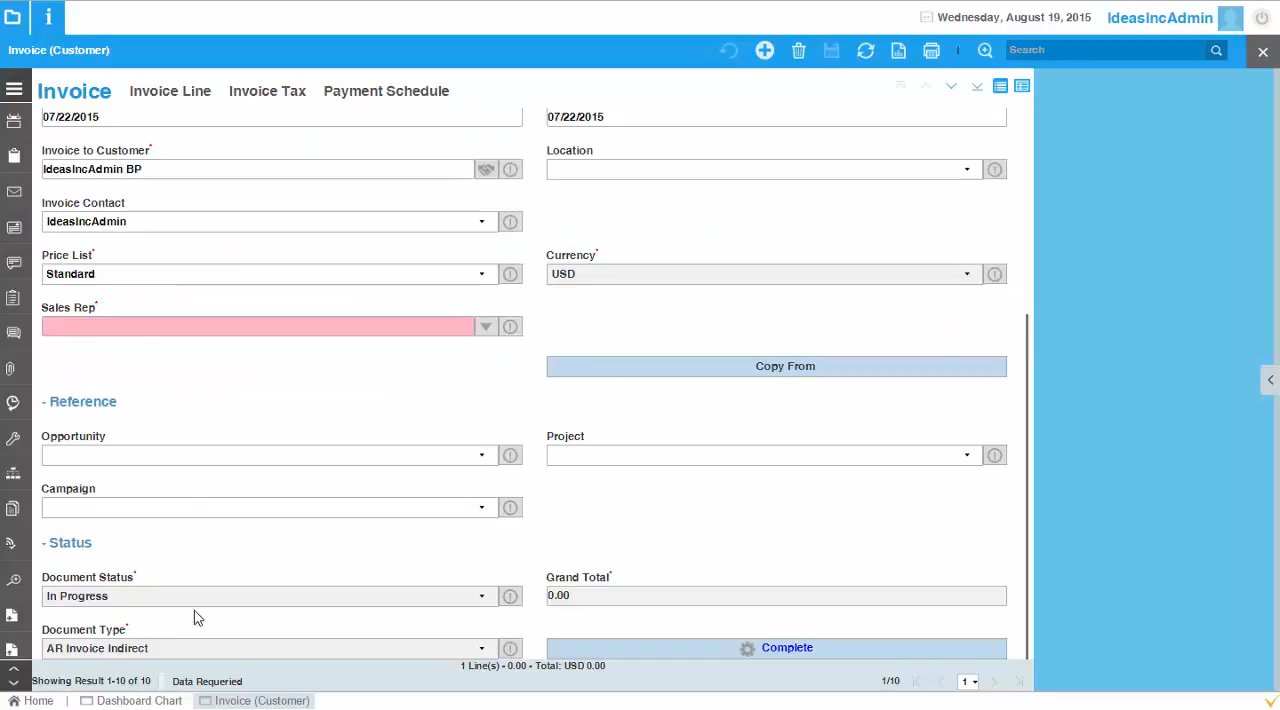 Wednesday, August 19, 2015 IdeasIncAdmin
Invoice (Customer) Search
Invoice Invoice Line Invoice Tax Payment Schedule
07/22/2015 07/22/2015
Invoice to Customer* Location
IdeasIncAdmin BP
Invoice Contact
IdeasIncAdmin
Price List* Currency*
Standard USD
Sales Rep*
Copy From
- Reference
Opportunity Project
Campaign
- Status
Document Status* Grand Total*
In Progress 0.00
Document Type*
AR Invoice Indirect Complete
1 Line(s) - 0.00 - Total: USD 0.00
Showing Result 1-10 of 10 Data Requeried 1/10 1
Home | Dashboard Chart Invoice (Customer)